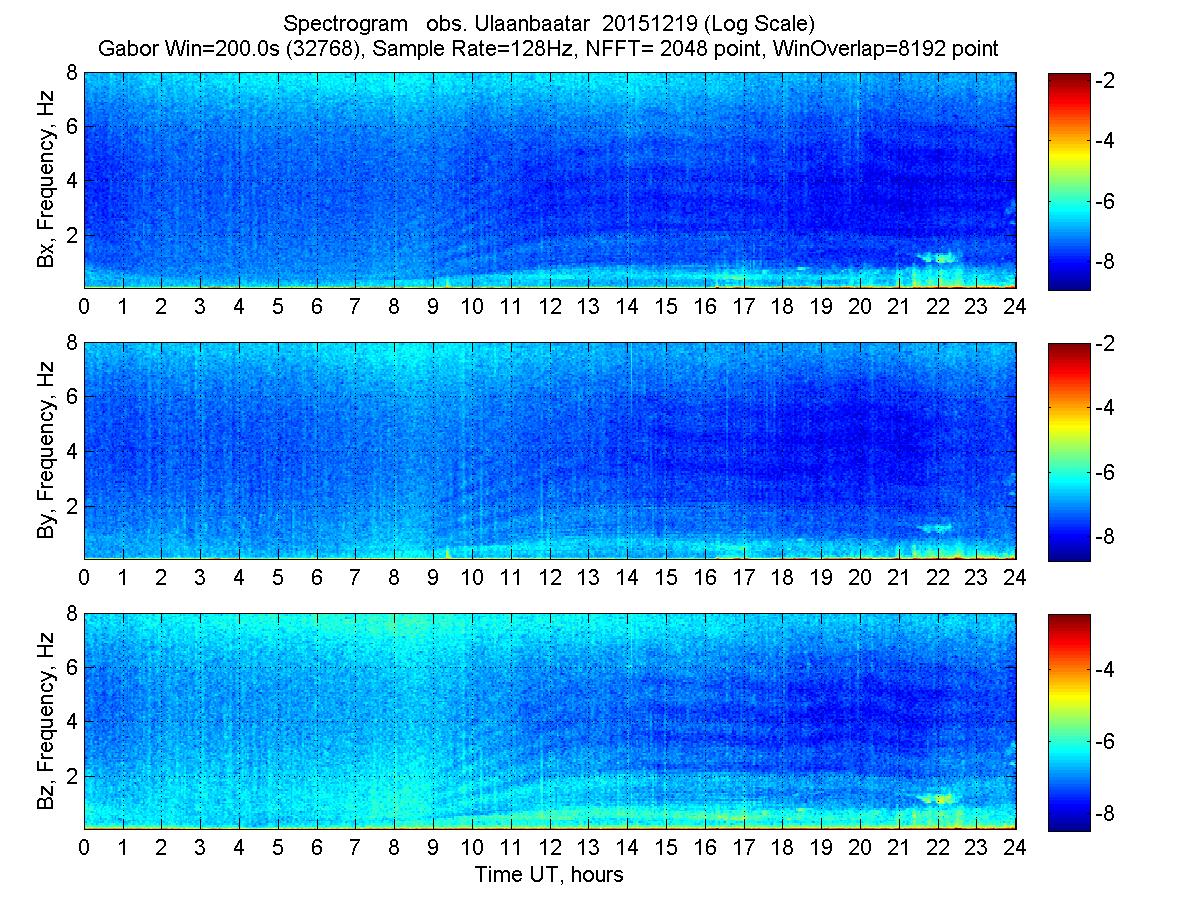 Spectrogram   obs. Ulaanbaatar  20151219 (Log Scale)
Gabor Win=200.0s (32768), Sample Rate=128Hz, NFFT= 2048 point, WinOverlap=8192 point
Bx, Frequency, Hz
8
6
4
2
0 1 2 3 4 5 6 7 8 9 10 11 12 13 14 15 16 17 18 19 20 21 22 23 24
-2
-4
-6
-8
By, Frequency, Hz
8
6
4
2
0 1 2 3 4 5 6 7 8 9 10 11 12 13 14 15 16 17 18 19 20 21 22 23 24
-2
-4
-6
-8
Bz, Frequency, Hz
8
6
4
2
0 1 2 3 4 5 6 7 8 9 10 11 12 13 14 15 16 17 18 19 20 21 22 23 24
-4
-6
-8
Time UT, hours